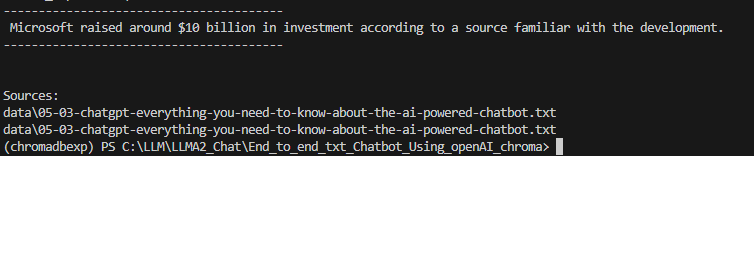 ----------------------------------------
Microsoft raised around $10 billion in investment according to a source familiar with the development.
----------------------------------------
Sources:
data\05-03-chatgpt-everything-you-need-to-know-about-the-ai-powered-chatbot.txt
data\05-03-chatgpt-everything-you-need-to-know-about-the-ai-powered-chatbot.txt
(chromadbexp) PS C:\LLM\LLMA2_Chat\End_to_end_txt_Chatbot_Using_openAI_chroma>